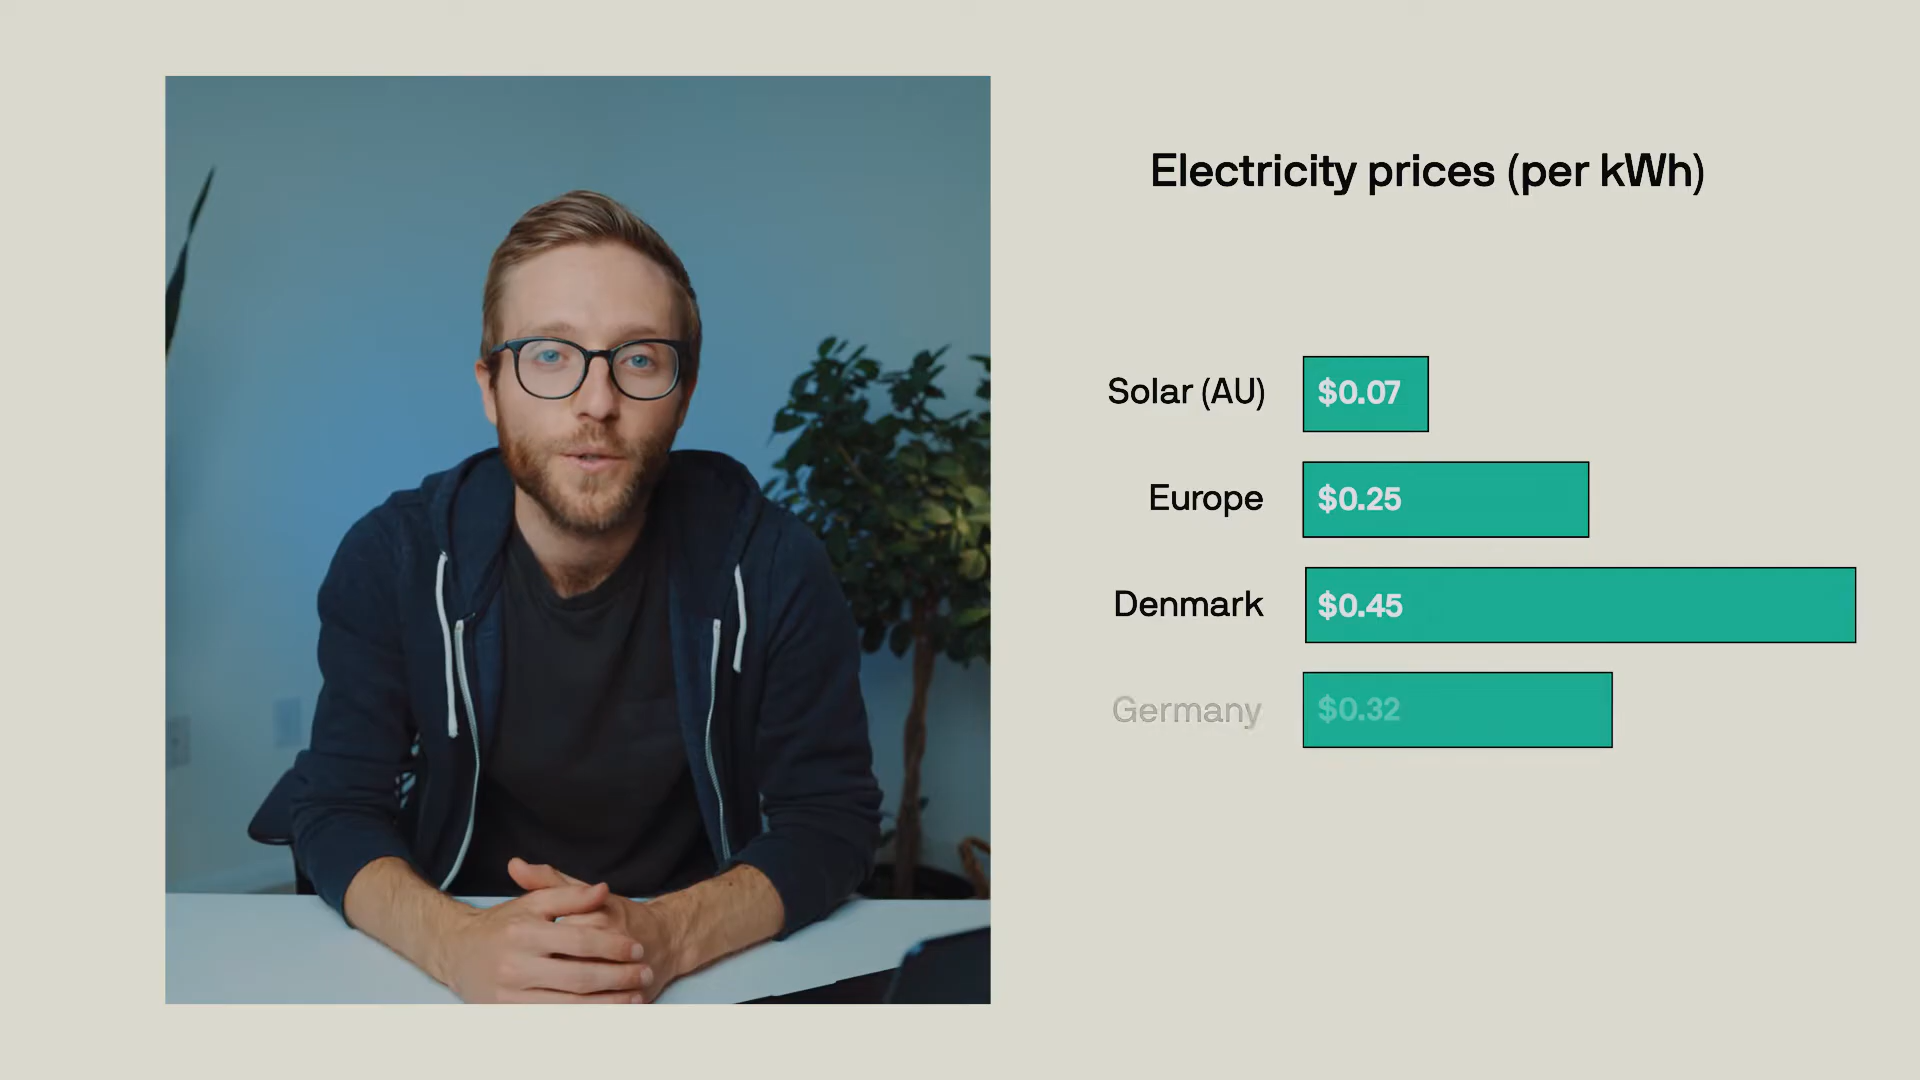 Electricity prices (per kWh)
Solar (AU) $0.07
Europe $0.25
Denmark $0.45
Germany $0.32